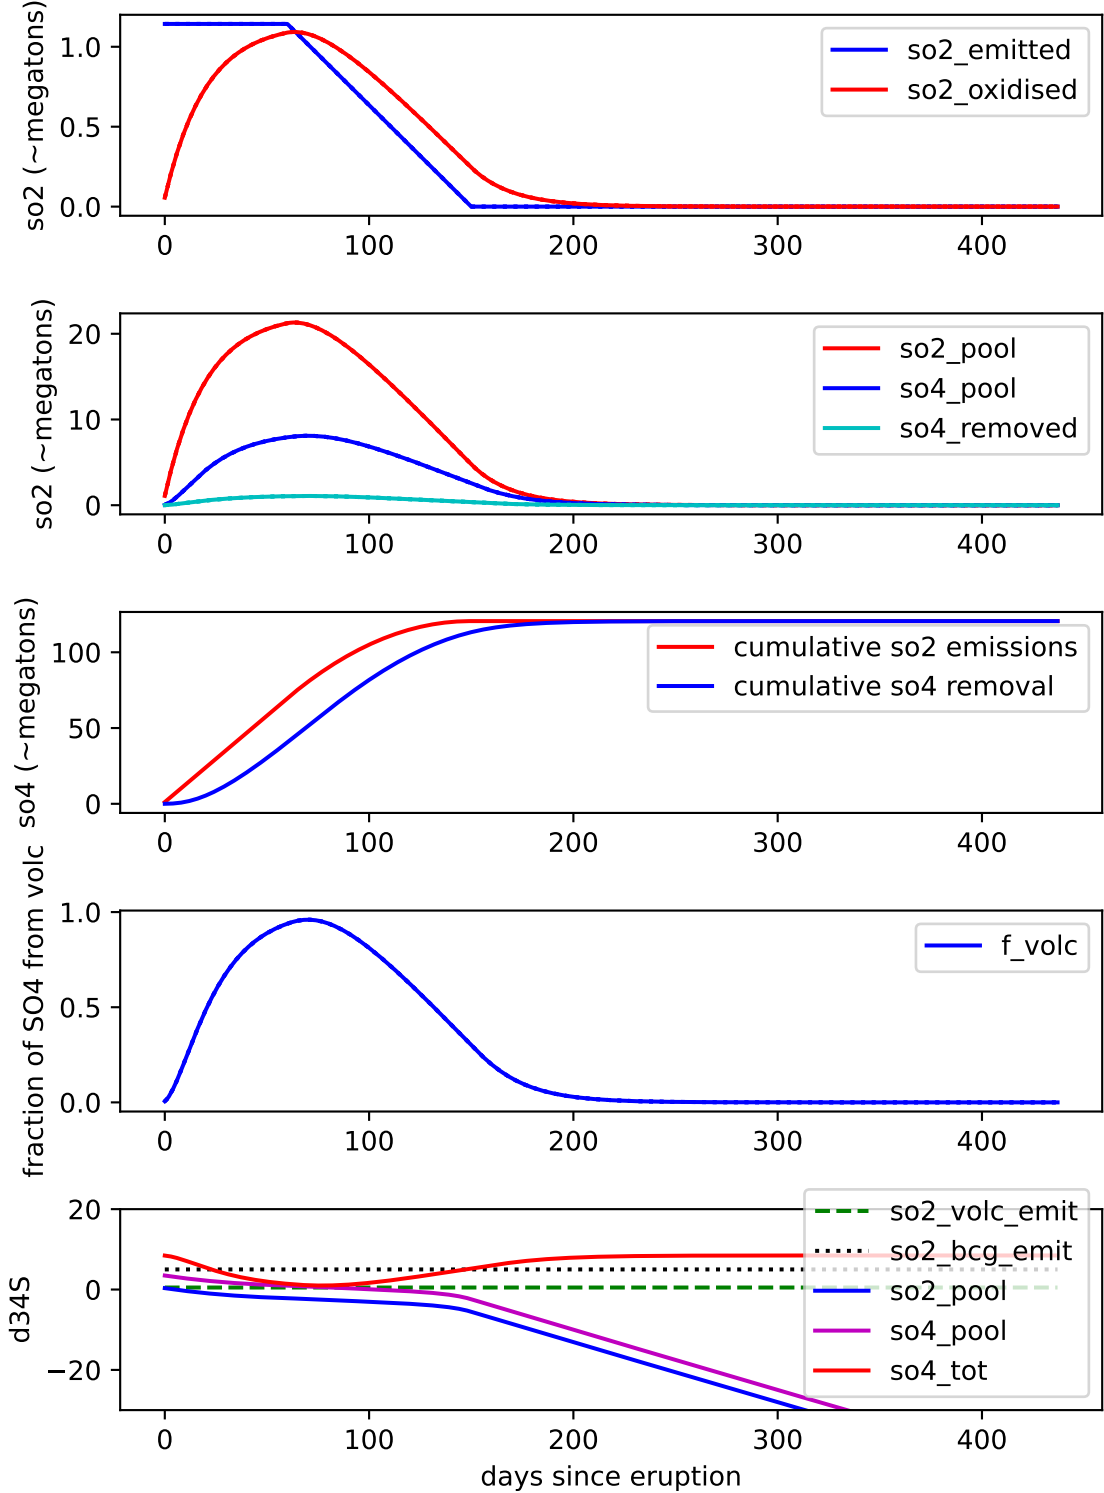 so2 (~megatons)
1.0
0.5
0.0
so2_emitted
so2_oxidised
0 100 200 300 400
so2 (~megatons)
20
10
0
so2_pool
so4_pool
so4_removed
0 100 200 300 400
so4 (~megatons)
100
50
0
cumulative so2 emissions
cumulative so4 removal
0 100 200 300 400
fraction of SO4 from volc
1.0
0.5
0.0
f_volc
0 100 200 300 400
d34S
20
0
−20
so2_volc_emit
so2_bcg_emit
so2_pool
so4_pool
so4_tot
0 100 200 300 400
days since eruption